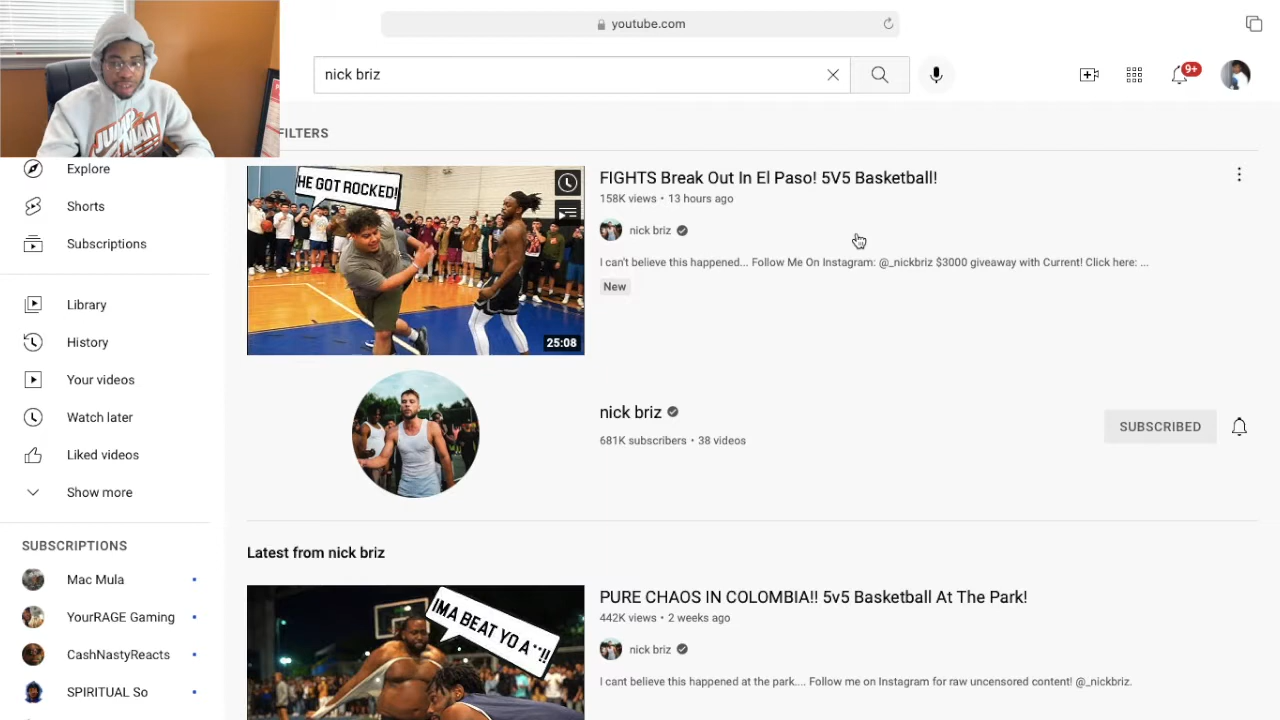 youtube.com
nick briz
9+
FILTERS
JUMP
MAN
Explore
Shorts
Subscriptions
Library
History
Your videos
Watch later
Liked videos
Show more
SUBSCRIPTIONS
Mac Mula
YourRAGE Gaming
CashNastyReacts
SPIRITUAL So
HE GOT ROCKED!
25:08
FIGHTS Break Out In El Paso! 5V5 Basketball!
158K views • 13 hours ago
nick briz
I can't believe this happened... Follow Me On Instagram: @_nickbriz $3000 giveaway with Current! Click here: ...
New
nick briz
681K subscribers • 38 videos
SUBSCRIBED
Latest from nick briz
IMA BEAT YO A**!!
PURE CHAOS IN COLOMBIA!! 5v5 Basketball At The Park!
442K views • 2 weeks ago
nick briz
I cant believe this happened at the park.... Follow me on Instagram for raw uncensored content! @_nickbriz.